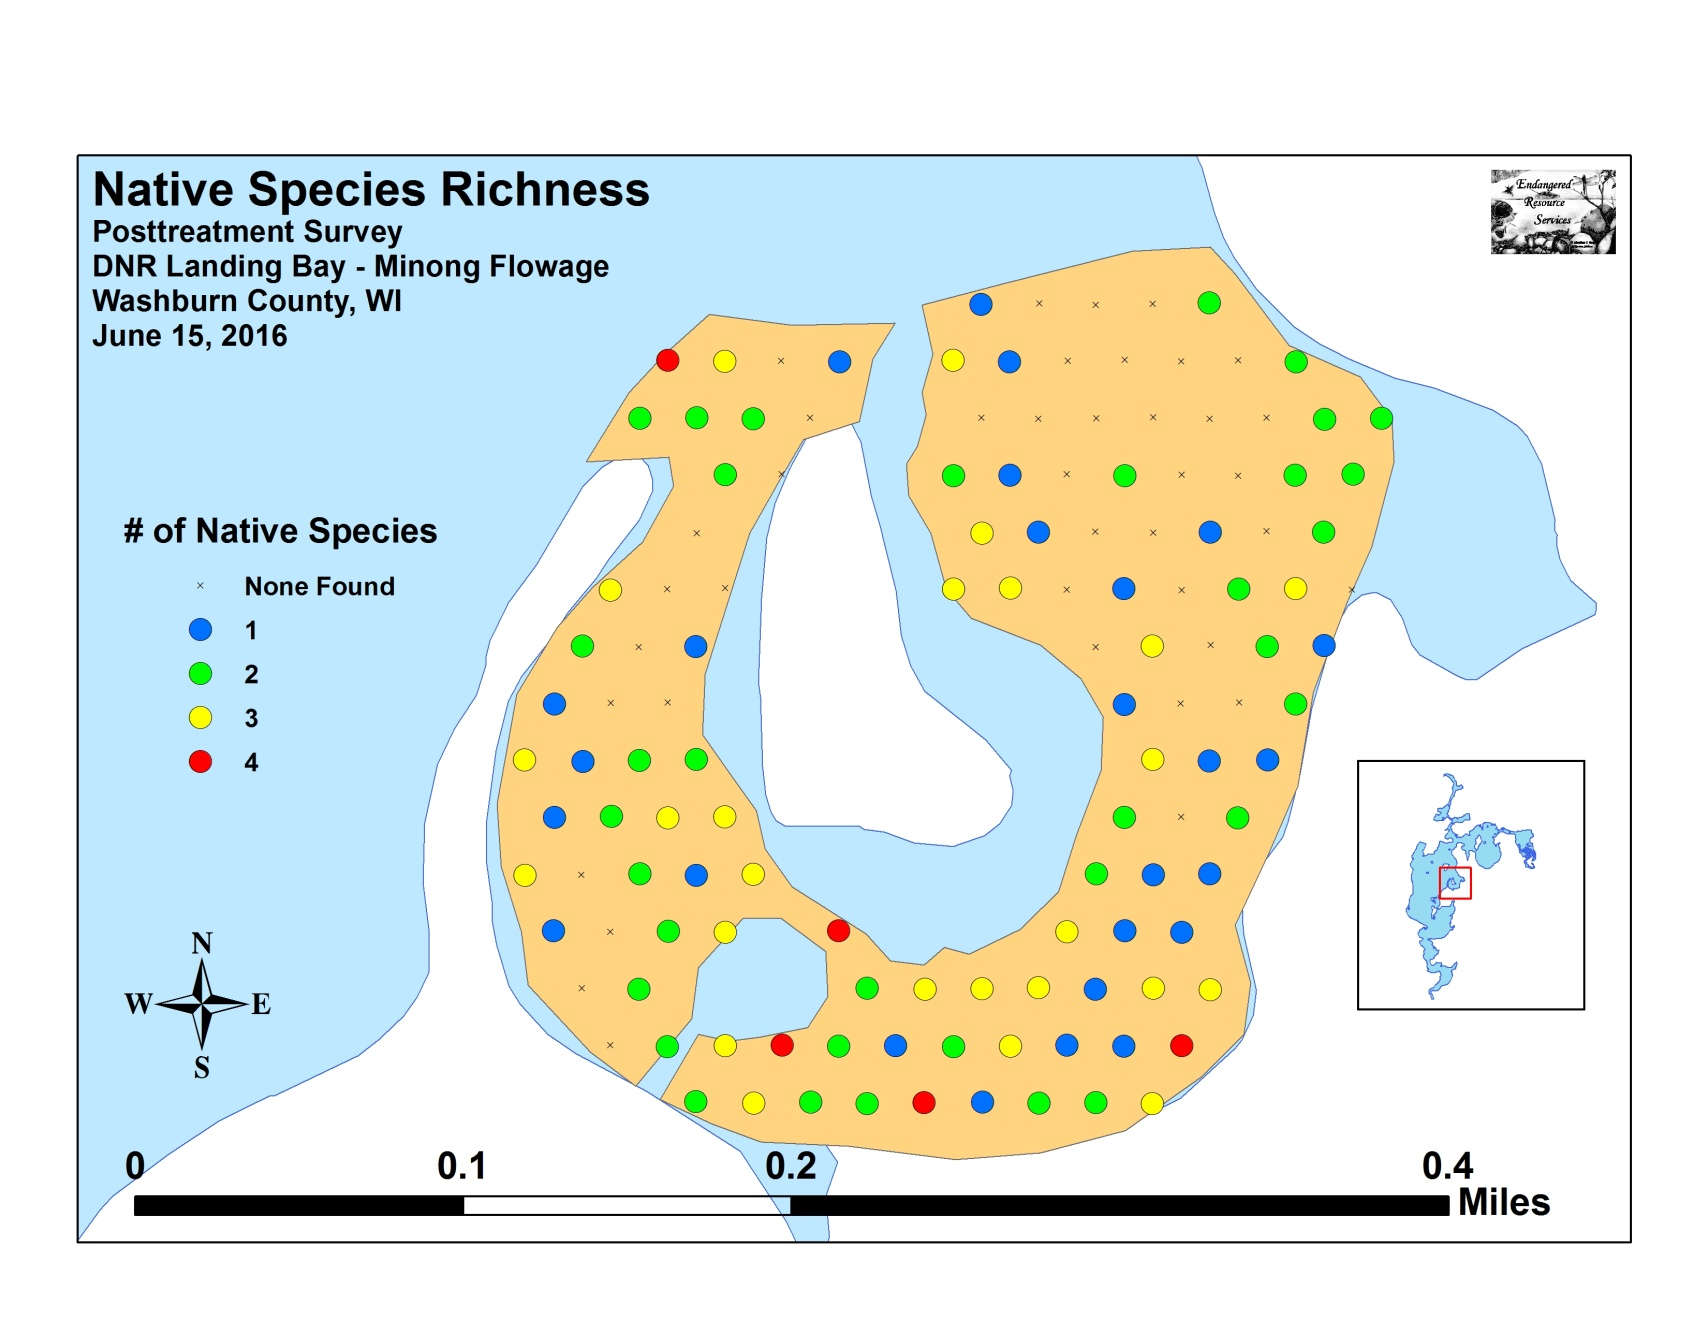 Native Species Richness
Posttreatment Survey
DNR Landing Bay - Minong Flowage
Washburn County, WI
June 15, 2016
Endangered
Resource
Services
# of Native Species
None Found
1
2
3
4
N
W E
S
0 0.1 0.2 0.4
Miles